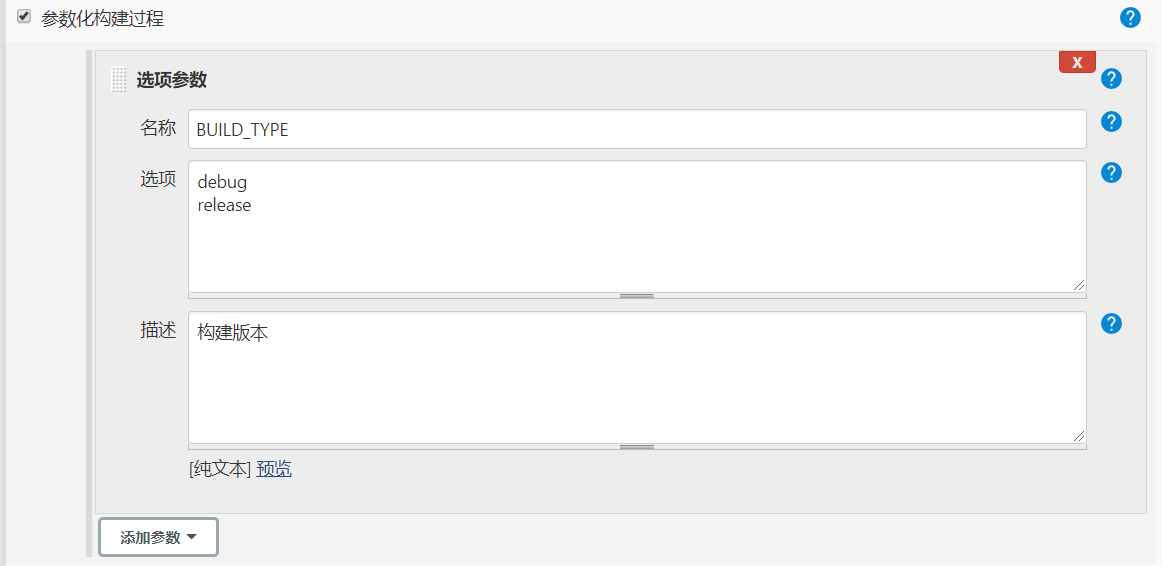 参数化构建过程
选项参数
X
名称
BUILD_TYPE
选项
debug
release
描述
构建版本
[纯文本] 预览
添加参数